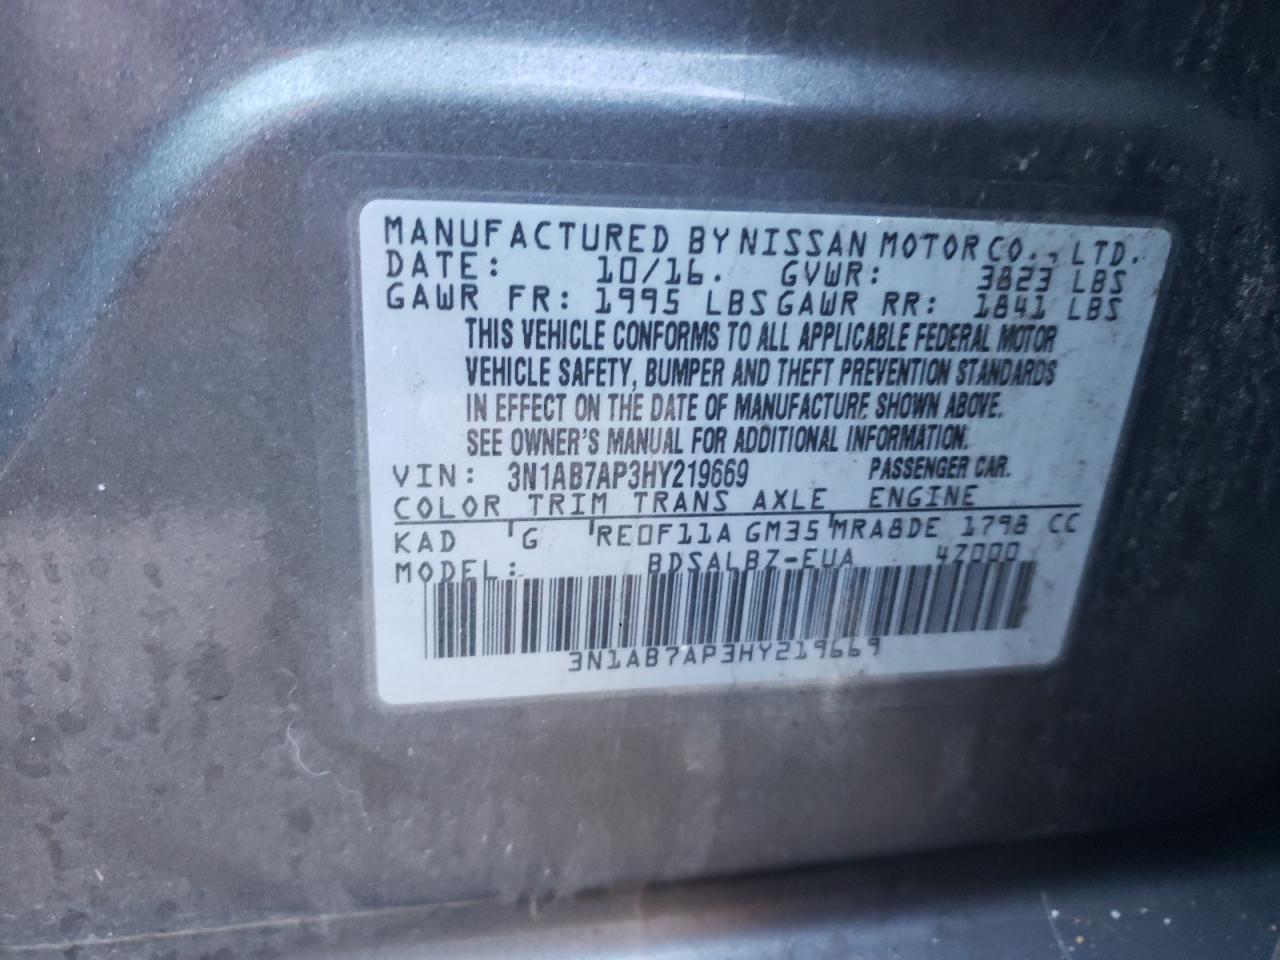 MANUFACTURED BY NISSAN MOTOR CO., LTD.
DATE: 10/16. GVWR: 3823 LBS
GAWR FR: 1995 LBS GAWR RR: 1841 LBS
THIS VEHICLE CONFORMS TO ALL APPLICABLE FEDERAL MOTOR
VEHICLE SAFETY, BUMPER AND THEFT PREVENTION STANDARDS
IN EFFECT ON THE DATE OF MANUFACTURE SHOWN ABOVE.
SEE OWNER'S MANUAL FOR ADDITIONAL INFORMATION.
VIN: 3N1AB7AP3HY219669 PASSENGER CAR.
COLOR TRIM TRANS AXLE ENGINE
KAD G RE0F11A GM35 MRA8DE 1798 CC
MODEL: BDSALBZ-EUA 4Z000
3N1AB7AP3HY219669